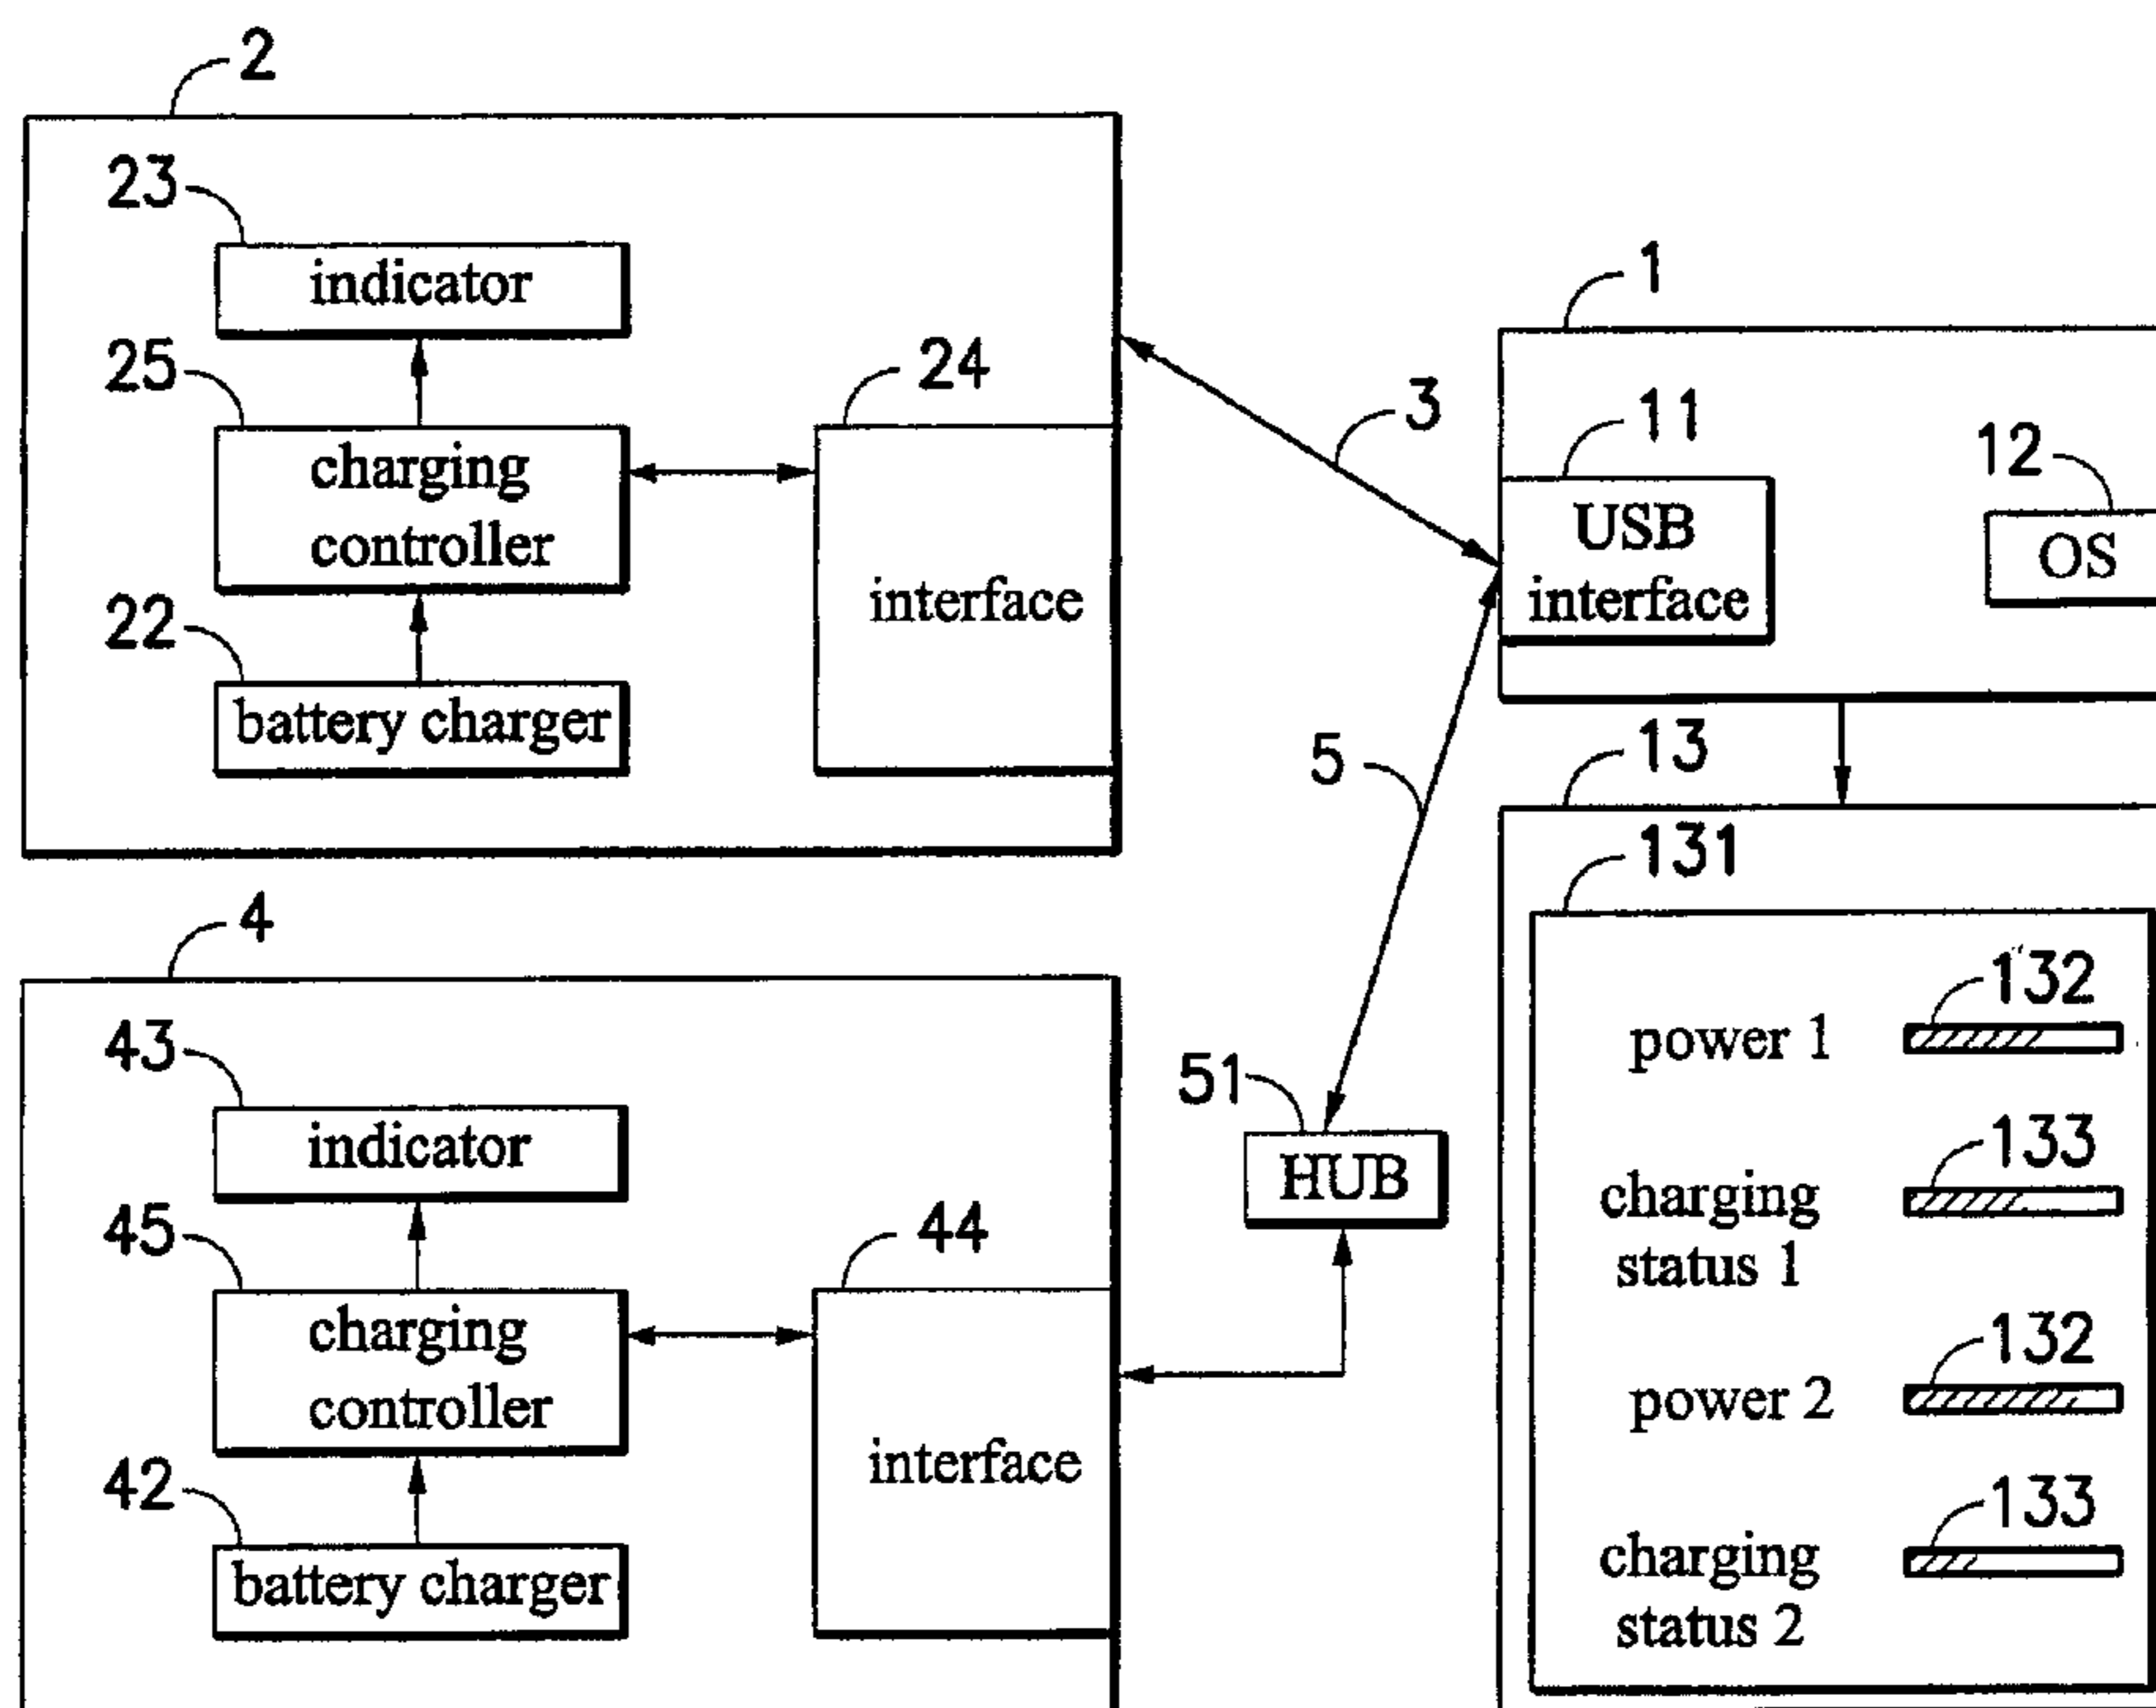 2
23
indicator
25
charging
controller
24
interface
22
battery charger
3
1
11
USB
interface
12
OS
5
13
131
132
power 1
133
charging
status 1
132
power 2
133
charging
status 2
4
43
indicator
45
charging
controller
44
interface
42
battery charger
51
HUB